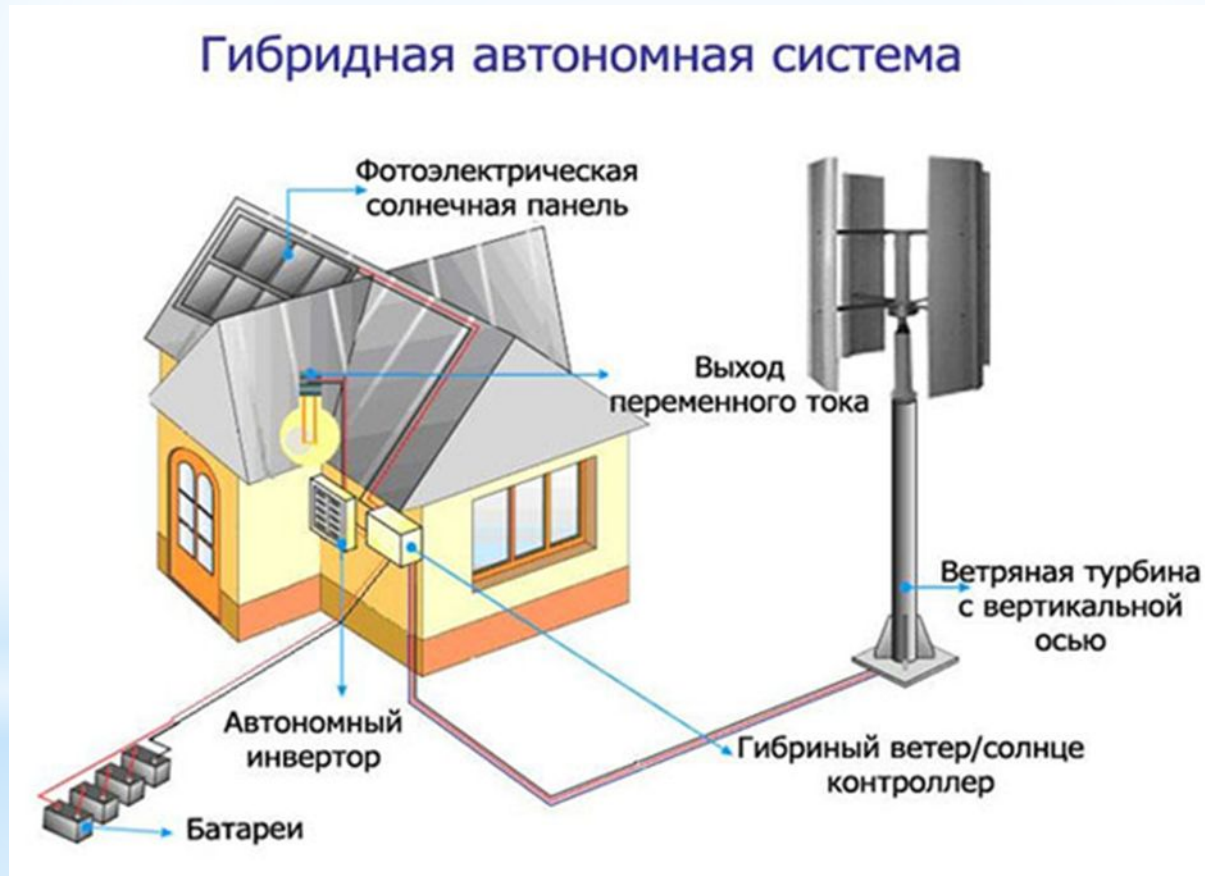 Гибридная автономная система
Фотоэлектрическая
солнечная панель
Выход
переменного тока
Ветряная турбина
с вертикальной
осью
Автономный
инвертор
Гибриный ветер/солнце
контроллер
Батареи